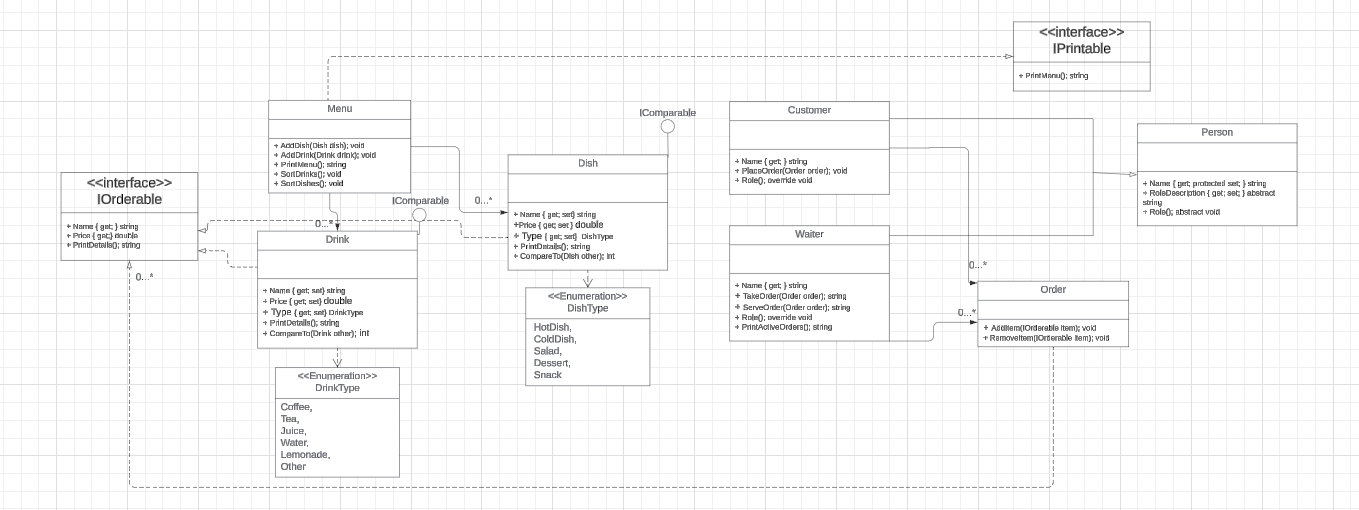 <<interface>>
IPrintable
+ PrintMenu(); string
Menu
+ AddDish(Dish dish); void
+ AddDrink(Drink drink); void
+ PrintMenu(); string
+ SortDrinks(); void
+ SortDishes(); void
IComparable
Dish
+ Name { get; set} string
+Price { get; set } double
+ Type { get; set} DishType
+ PrintDetails(); string
+ CompareTo(Dish other); int
0...*
Customer
+ Name { get; } string
+ PlaceOrder(Order order); void
+ Role(); override void
Person
+ Name { get; protected set; } string
+ RoleDescription { get; set; } abstract
string
+ Role(); abstract void
<<interface>>
IOrderable
+ Name { get; } string
+ Price { get;} double
+ PrintDetails(); string
0...*
IComparable
0...*
Drink
+ Name { get; set} string
+ Price { get; set} double
+ Type { get; set} DrinkType
+ PrintDetails(); string
+ CompareTo(Drink other); int
Waiter
+ Name { get; } string
+ TakeOrder(Order order); string
+ ServeOrder(Order order); string
+ Role(); override void
+ PrintActiveOrders(); string
0...*
0...*
Order
+ AddItem(IOrderable item); void
+ RemoveItem(IOrderable item); void
<<Enumeration>>
DishType
HotDish,
ColdDish,
Salad,
Dessert,
Snack
<<Enumeration>>
DrinkType
Coffee,
Tea,
Juice,
Water,
Lemonade,
Other